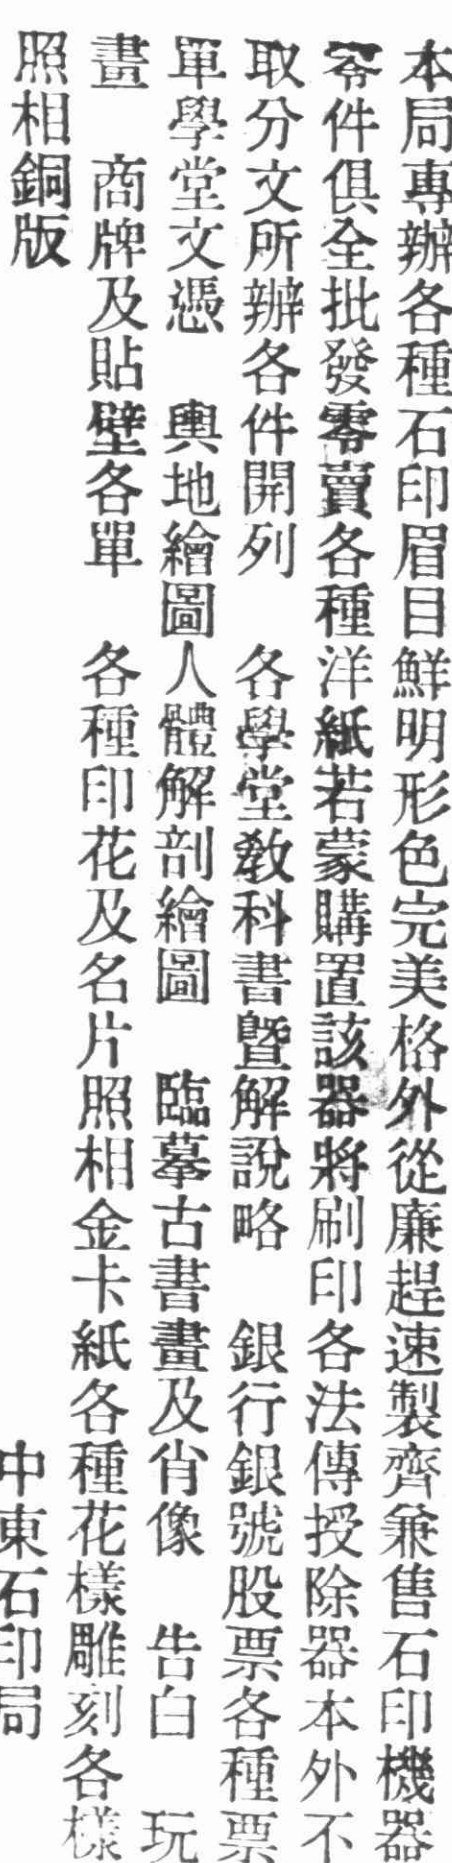 本局專辦各種石印眉目鮮明形色完美格外從廉趕速製齊兼售石印機器
零件俱全批發零賣各種洋紙若蒙購置該器將刷印各法傳授除器本外不
取分文所辦各件開列　各學堂教科書暨解說略　銀行銀號股票各種票
單學堂文憑　輿地繪圖人體解剖繪圖　臨摹古書畫及肖像　告白　玩
畫　商牌及貼壁各單　各種印花及名片照相金卡紙各種花樣雕刻各樣
照相銅版
中東石印局